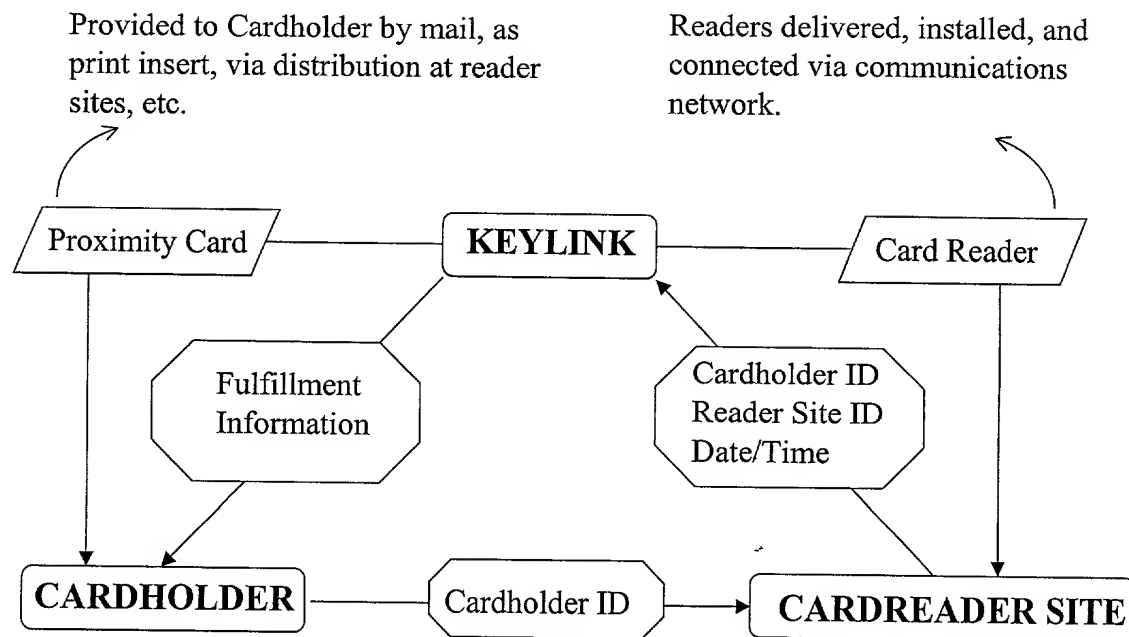 Provided to Cardholder by mail, as
print insert, via distribution at reader
sites, etc.
Readers delivered, installed, and
connected via communications
network.
Proximity Card
KEYLINK
Card Reader
Fulfillment
Information
Cardholder ID
Reader Site ID
Date/Time
CARDHOLDER
Cardholder ID
CARDREADER SITE